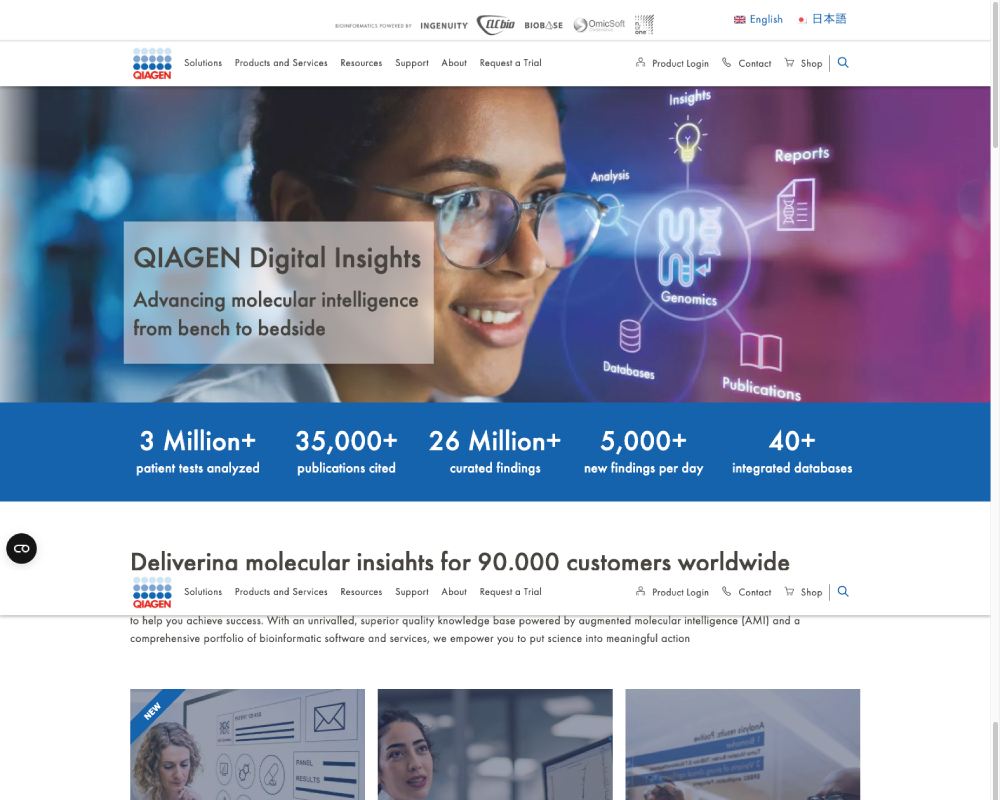 BIOINFORMATICS POWERED BY INGENUITY CLCbio BIOBASE OmicSoft
English 日本語
QIAGEN
Solutions Products and Services Resources Support About Request a Trial
Product Login Contact Shop
Insights
Reports
Analysis
Genomics
Databases
Publications
QIAGEN Digital Insights
Advancing molecular intelligence
from bench to bedside
3 Million+ 35,000+ 26 Million+ 5,000+ 40+
patient tests analyzed publications cited curated findings new findings per day integrated databases
Delivering molecular insights for 90,000 customers worldwide
QIAGEN
Solutions Products and Services Resources Support About Request a Trial
Product Login Contact Shop
to help you achieve success. With an unrivalled, superior quality knowledge base powered by augmented molecular intelligence (AMI) and a
comprehensive portfolio of bioinformatic software and services, we empower you to put science into meaningful action
NEW
PANEL
RESULTS
Analysis results: Positive